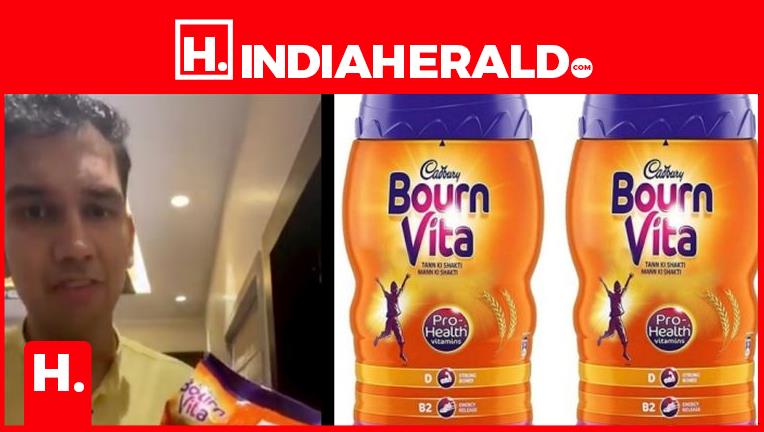 H. INDIAHERALD.COM
Cadbury
Bourn
Vita
TANN KI SHAKTI
MANN KI SHAKTI
Pro-
Health
vitamins
D STRONG BONES
B2 ENERGY RELEASE
Cadbury
Bourn
Vita
TANN KI SHAKTI
MANN KI SHAKTI
Pro-
Health
vitamins
D STRONG BONES
B2 ENERGY RELEASE
Bourn
Vita
H.